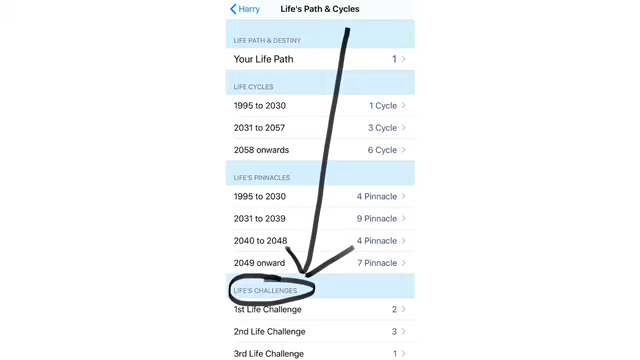 Harry Life's Path & Cycles
LIFE PATH & DESTINY
Your Life Path 1
LIFE CYCLES
1995 to 2030 1 Cycle
2031 to 2057 3 Cycle
2058 onwards 6 Cycle
LIFE'S PINNACLES
1995 to 2030 4 Pinnacle
2031 to 2039 9 Pinnacle
2040 to 2048 4 Pinnacle
2049 onward 7 Pinnacle
LIFE'S CHALLENGES
1st Life Challenge 2
2nd Life Challenge 3
3rd Life Challenge 1